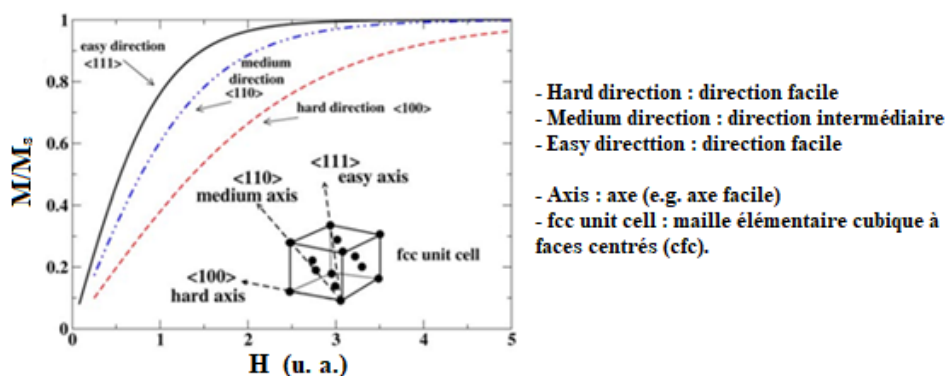 1
0.8
0.6
0.4
0.2
0
0
1
2
3
4
5
M/Ms
H (u. a.)
easy direction
<111>
medium
direction
<110>
hard direction <100>
<111>
easy axis
<110>
medium axis
fcc unit cell
<100>
hard axis
- Hard direction : direction facile
- Medium direction : direction intermédiaire
- Easy directtion : direction facile
- Axis : axe (e.g. axe facile)
- fcc unit cell : maille élémentaire cubique à
faces centrés (cfc).